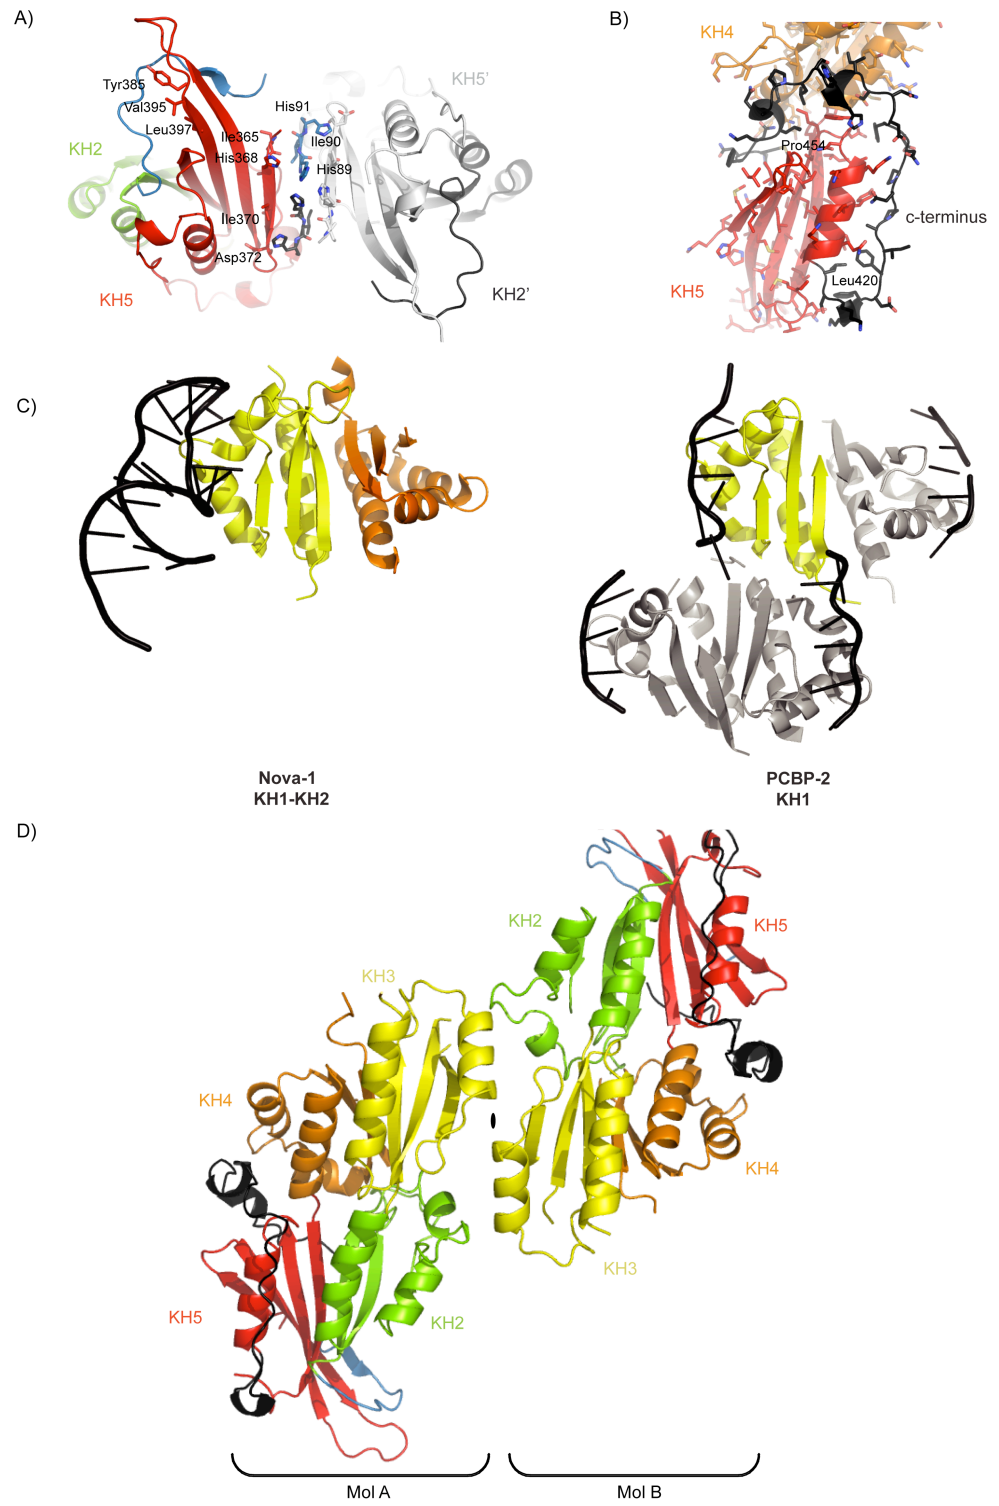 A)
Tyr385
Val395
Leu397
KH2
Ile365
His368
Ile370
Asp372
KH5
His91
Ile90
His89
KH5'
KH2'
B)
KH4
Pro454
c-terminus
Leu420
KH5
C)
Nova-1
KH1-KH2
PCBP-2
KH1
D)
KH2
KH5
KH3
KH4
KH4
KH3
KH5
KH2
Mol A
Mol B